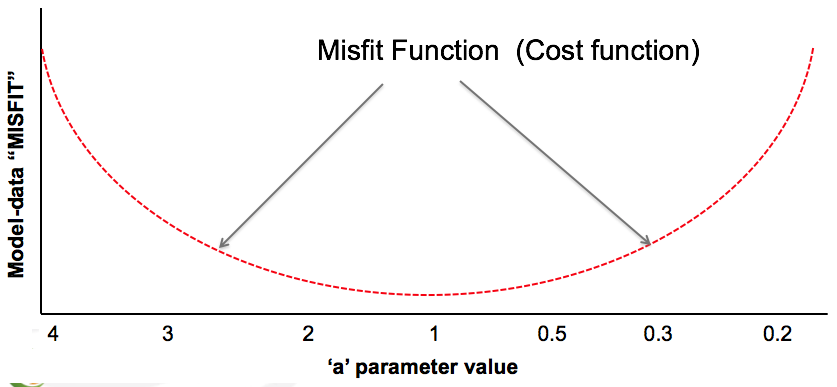 Misfit Function (Cost function)
Model-data “MISFIT”
4 3 2 1 0.5 0.3 0.2
‘a’ parameter value